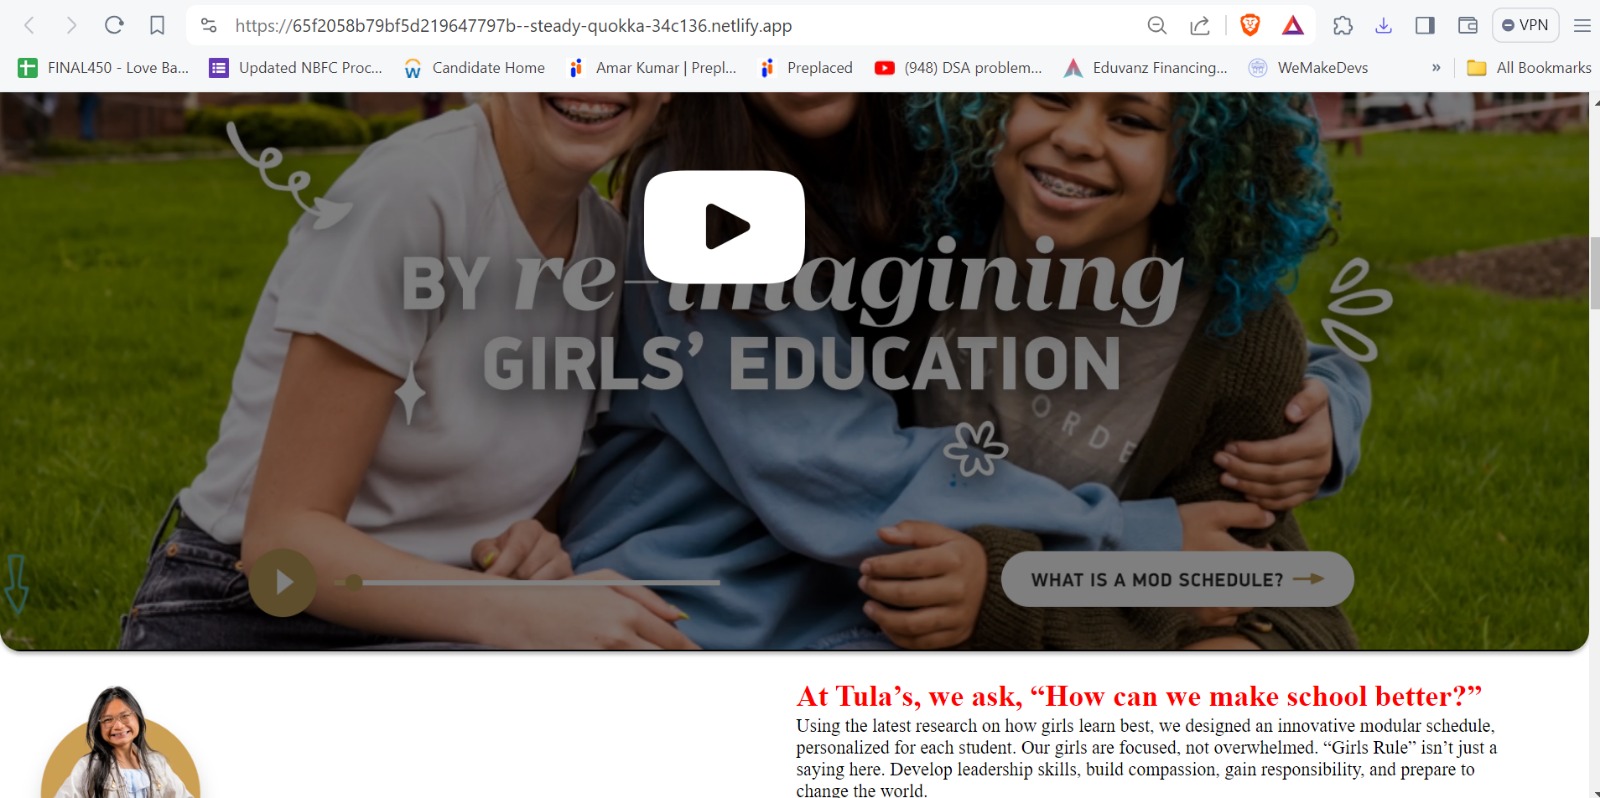 https://65f2058b79bf5d219647797b--steady-quokka-34c136.netlify.app
VPN
FINAL450 - Love Ba...
Updated NBFC Proc...
Candidate Home
Amar Kumar | Prepl...
Preplaced
(948) DSA problem...
Eduvanz Financing...
WeMakeDevs
»
All Bookmarks
BY re-imagining
GIRLS’ EDUCATION
ORDE
WHAT IS A MOD SCHEDULE?
At Tula’s, we ask, “How can we make school better?”
Using the latest research on how girls learn best, we designed an innovative modular schedule,
personalized for each student. Our girls are focused, not overwhelmed. “Girls Rule” isn’t just a
saying here. Develop leadership skills, build compassion, gain responsibility, and prepare to
change the world.